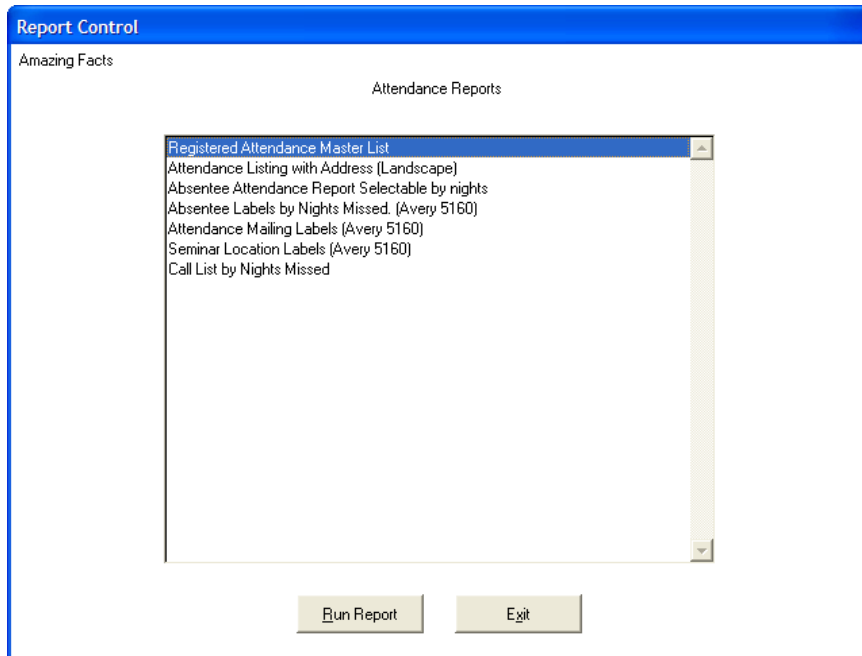 Report Control
Amazing Facts
Attendance Reports
Registered Attendance Master List
Attendance Listing with Address (Landscape)
Absentee Attendance Report Selectable by nights
Absentee Labels by Nights Missed. (Avery 5160)
Attendance Mailing Labels (Avery 5160)
Seminar Location Labels (Avery 5160)
Call List by Nights Missed
Run Report
Exit